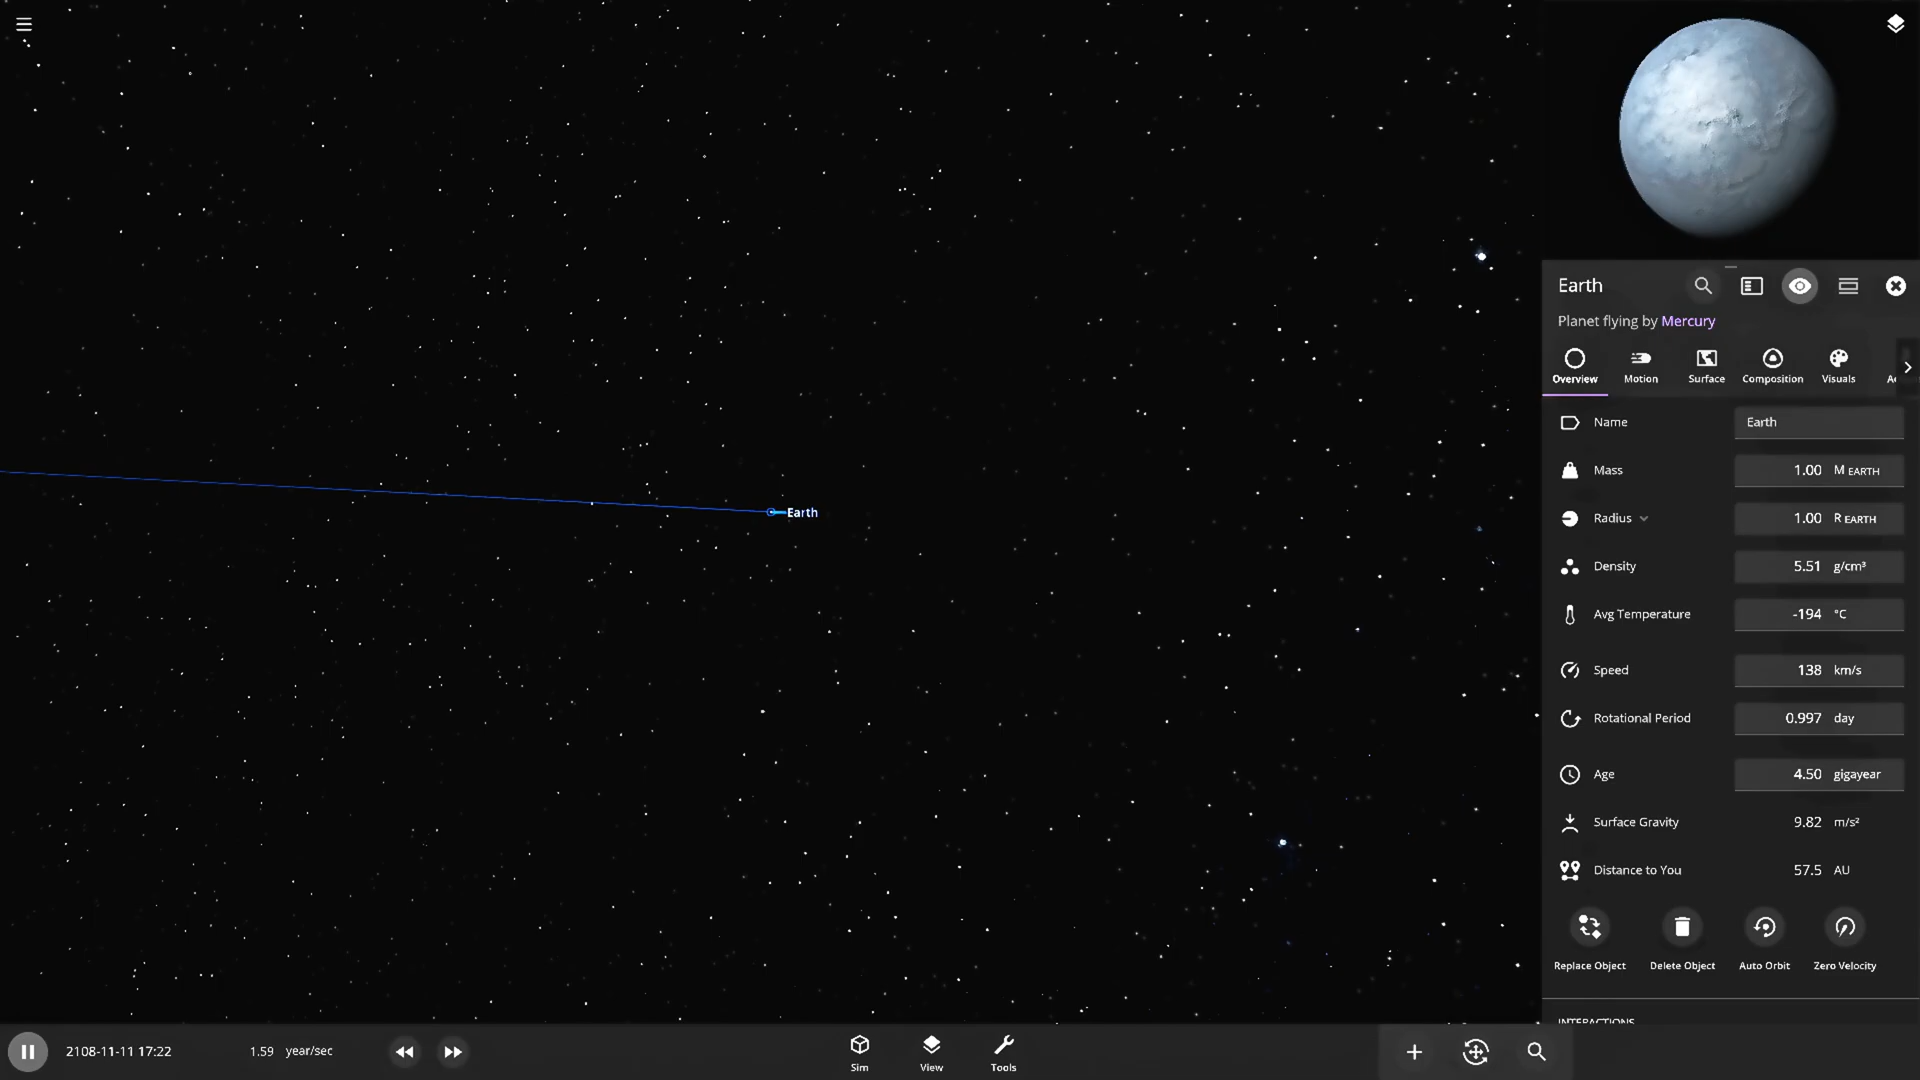 Earth
Planet flying by Mercury
Overview
Motion
Surface
Composition
Visuals
Name
Earth
Mass
1.00 M EARTH
Radius
1.00 R EARTH
Density
5.51 g/cm³
Avg Temperature
-194 °C
Speed
138 km/s
Rotational Period
0.997 day
Age
4.50 gigayear
Surface Gravity
9.82 m/s²
Distance to You
57.5 AU
Replace Object
Delete Object
Auto Orbit
Zero Velocity
INTERACTIONS
Earth
2108-11-11 17:22
1.59 year/sec
Sim
View
Tools